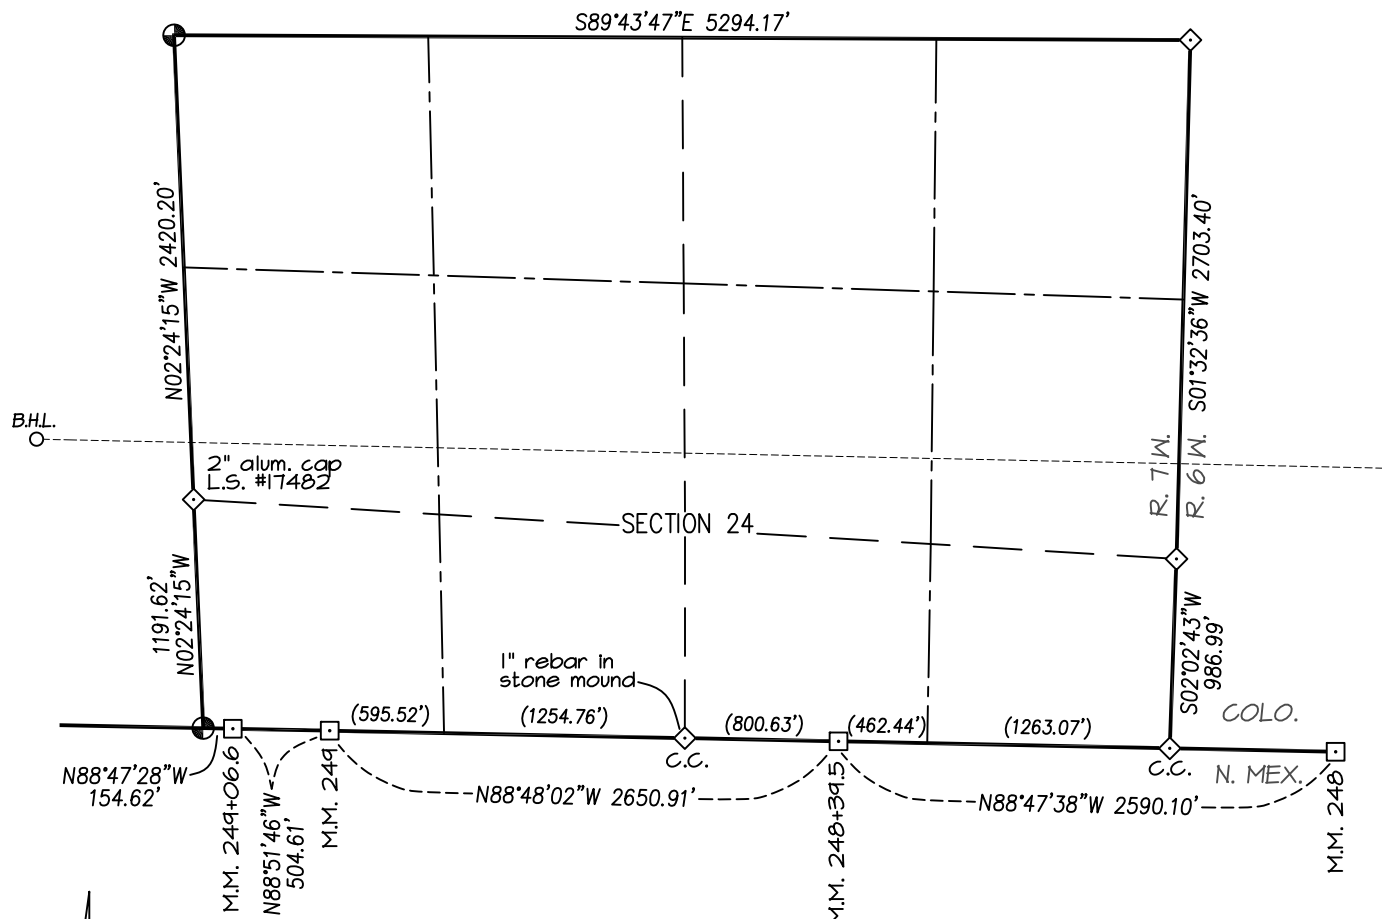 S89°43'47"E 5294.17'
N02°24'15"W 2420.20'
S01°32'36"W 2703.40'
B.H.L.
2" alum. cap
L.S. #17482
R. 7 W.
R. 6 W.
SECTION 24
1191.62'
N02°24'15"W
S02°02'43"W
986.99'
1" rebar in
stone mound
(595.52')
(1254.76')
(800.63')
(462.44')
(1263.07')
COLO.
N. MEX.
C.C.
C.C.
N88°47'28"W
154.62'
M.M. 249+06.6
N88°51'46"W
504.61'
M.M. 249
N88°48'02"W 2650.91'
M.M. 248+39.5
N88°47'38"W 2590.10'
M.M. 248